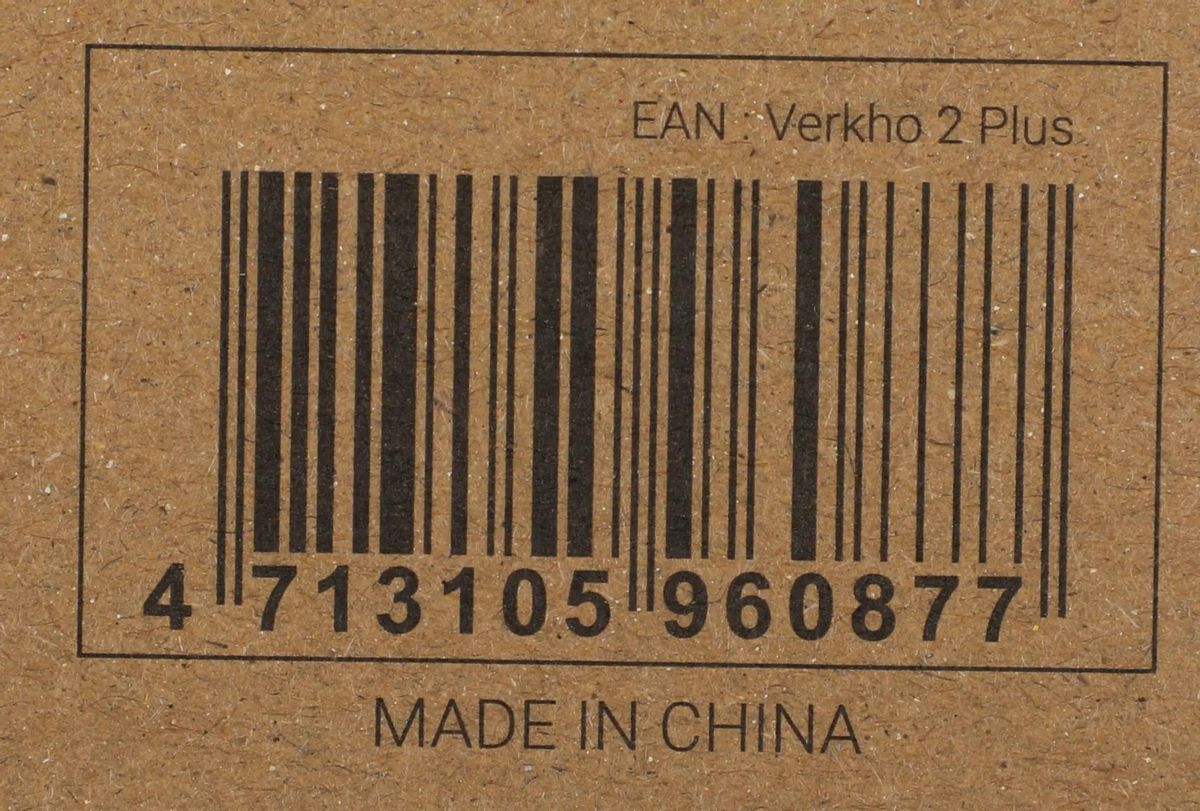 EAN : Verkho 2 Plus
4 713105 960877
MADE IN CHINA